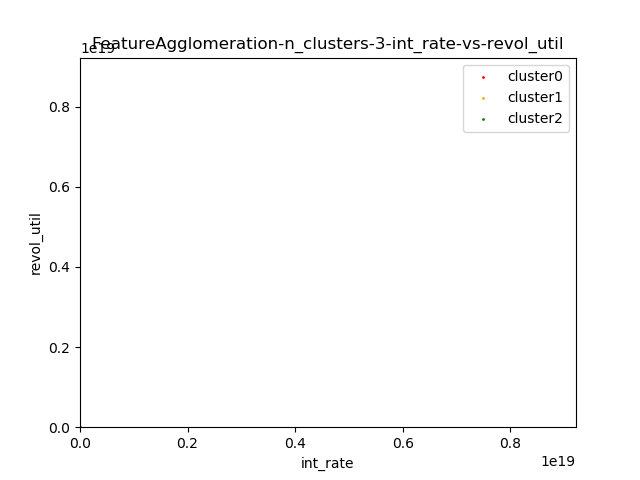 FeatureAgglomeration-n_clusters-3-int_rate-vs-revol_util
1e19
cluster0
cluster1
cluster2
0.8
0.6
0.4
0.2
0.0
revol_util
0.0 0.2 0.4 0.6 0.8
1e19
int_rate